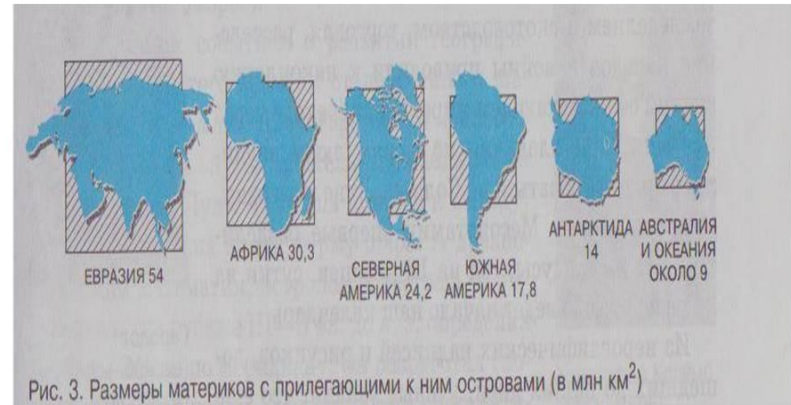 ЕВРАЗИЯ 54
АФРИКА 30,3
СЕВЕРНАЯ
АМЕРИКА 24,2
ЮЖНАЯ
АМЕРИКА 17,8
АНТАРКТИДА
14
АВСТРАЛИЯ
И ОКЕАНИЯ
ОКОЛО 9
Рис. 3. Размеры материков с прилегающими к ним островами (в млн км²)